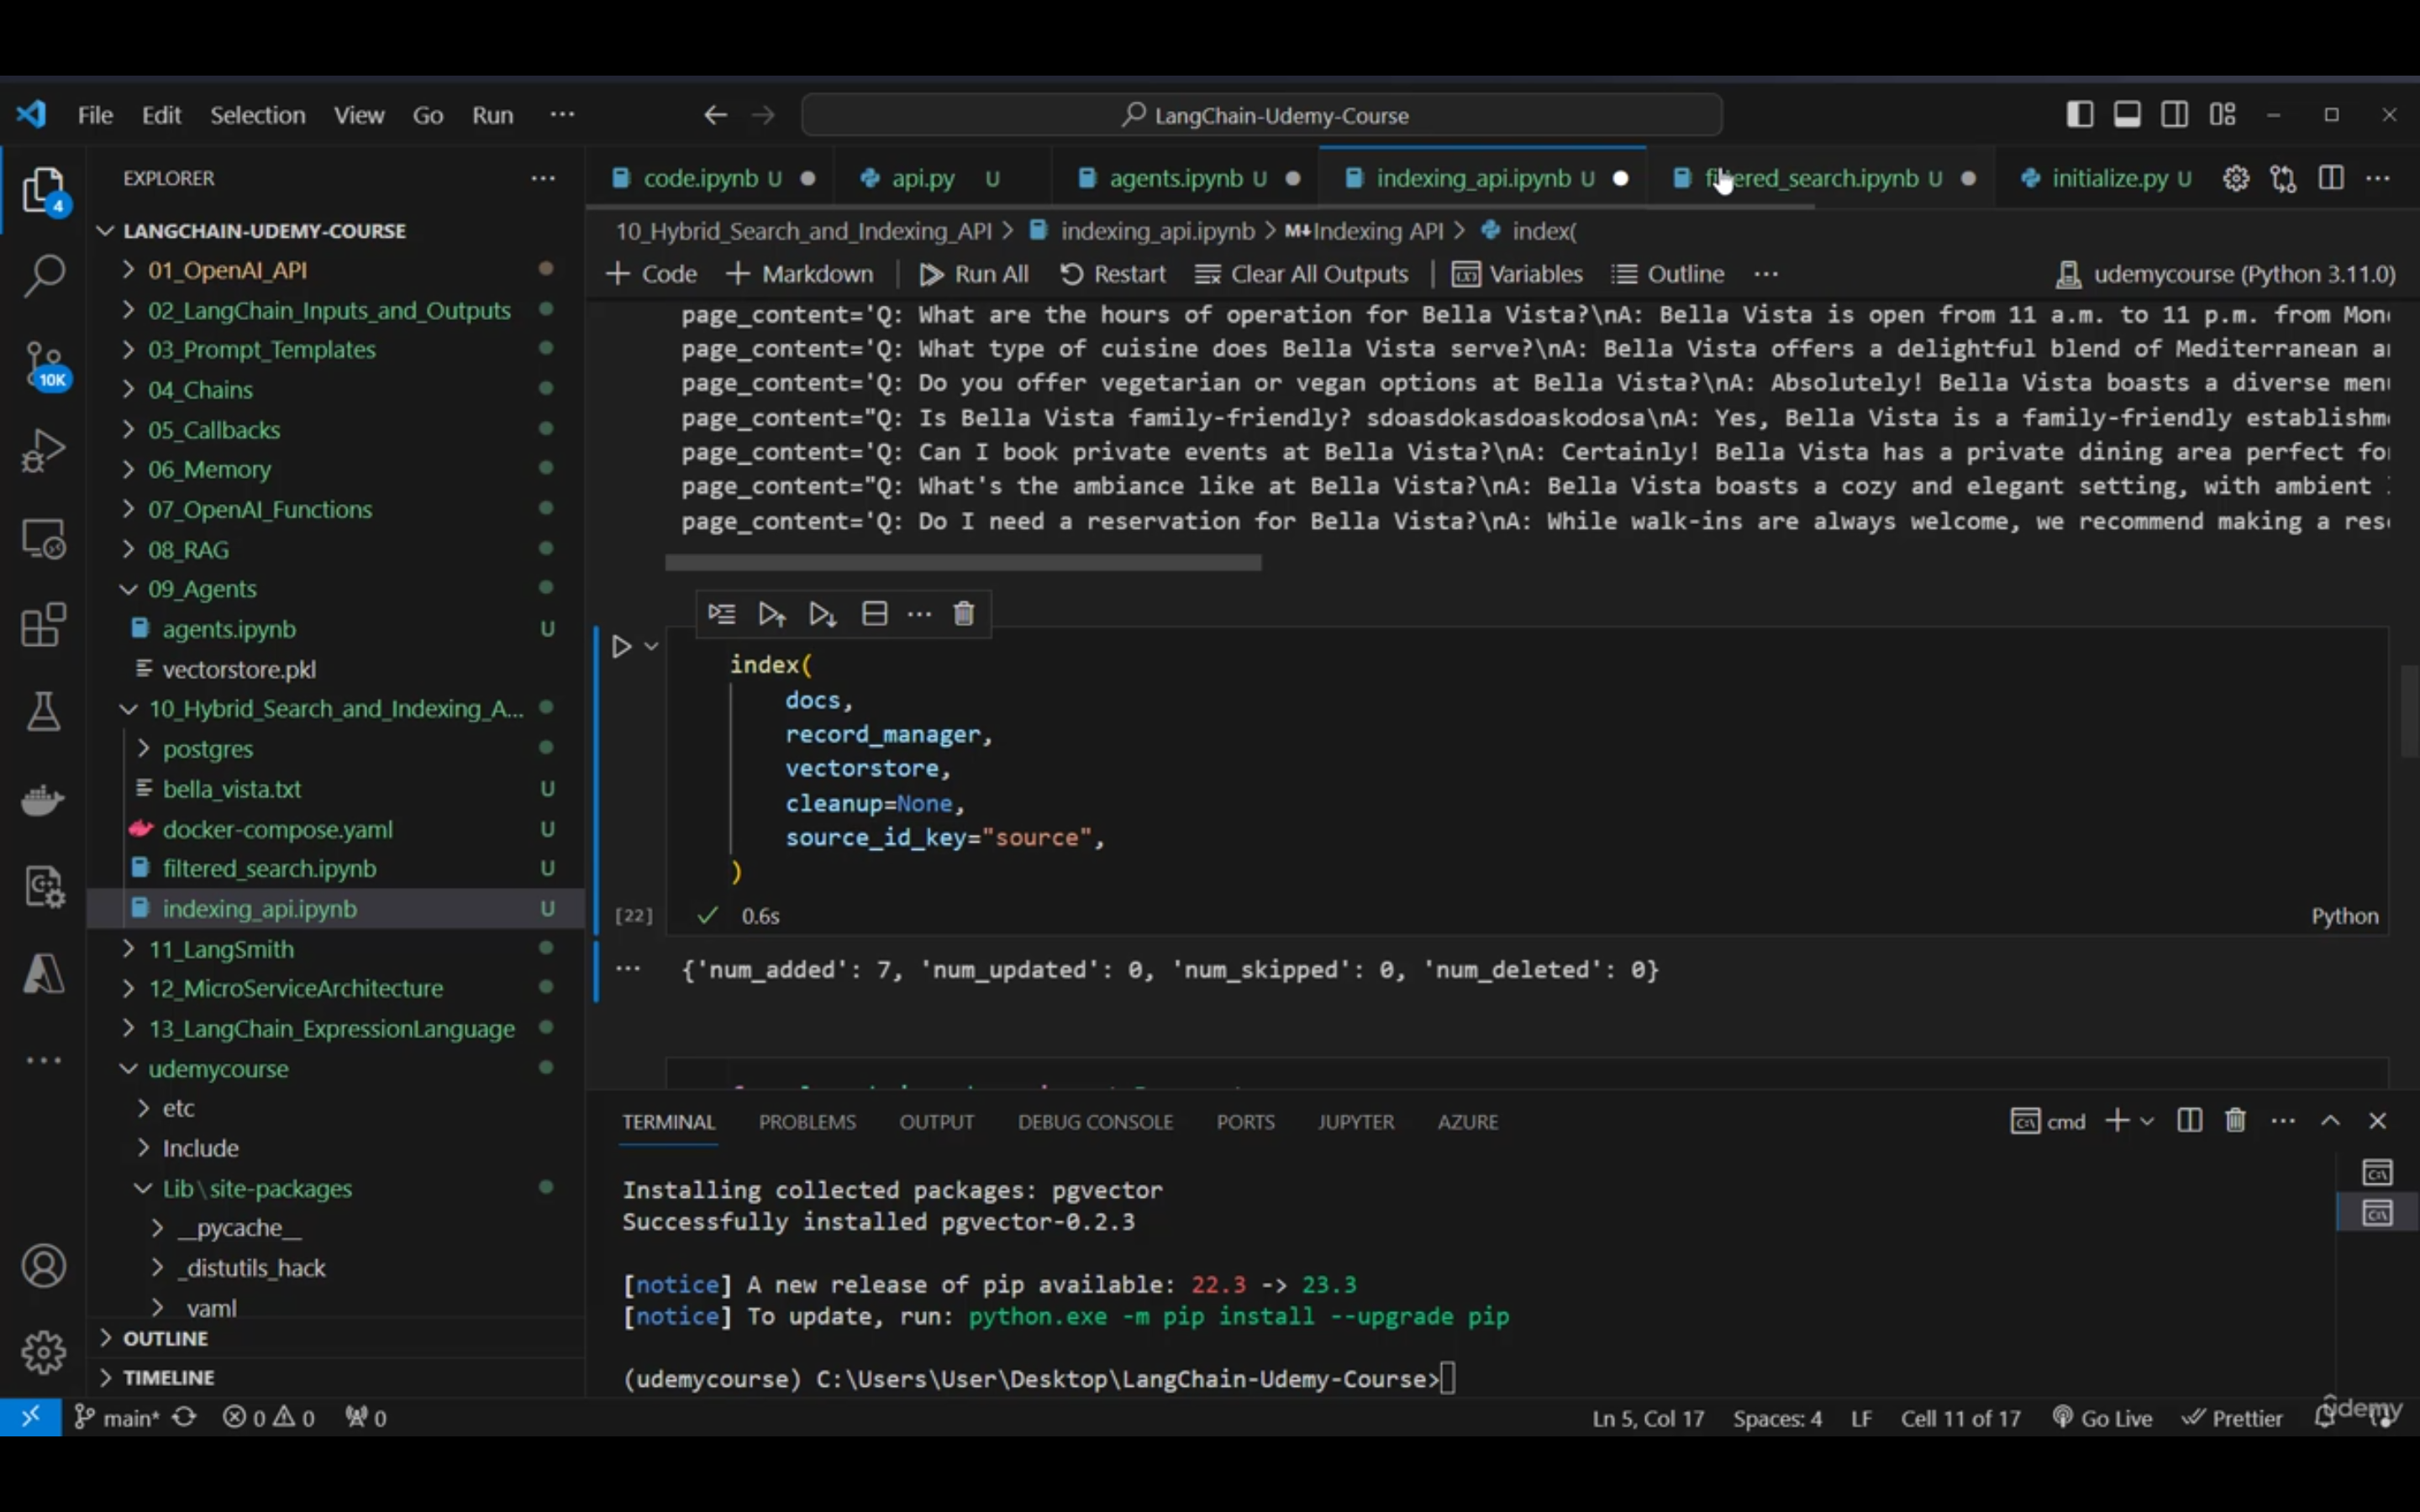 File Edit Selection View Go Run ··· LangChain-Udemy-Course
EXPLORER ···
4
10K
LANGCHAIN-UDEMY-COURSE
01_OpenAI_API
02_LangChain_Inputs_and_Outputs
03_Prompt_Templates
04_Chains
05_Callbacks
06_Memory
07_OpenAI_Functions
08_RAG
09_Agents
agents.ipynb U
vectorstore.pkl
10_Hybrid_Search_and_Indexing_A...
postgres
bella_vista.txt U
docker-compose.yaml U
filtered_search.ipynb U
indexing_api.ipynb U
11_LangSmith
12_MicroServiceArchitecture
13_LangChain_ExpressionLanguage
udemycourse
etc
Include
Lib\site-packages
__pycache__
_distutils_hack
OUTLINE
TIMELINE
code.ipynb U api.py U agents.ipynb U indexing_api.ipynb U filtered_search.ipynb U initialize.py U
10_Hybrid_Search_and_Indexing_API > indexing_api.ipynb > M↓Indexing API > index(
+ Code + Markdown Run All Restart Clear All Outputs Variables Outline ··· udemycourse (Python 3.11.0)
page_content='Q: What are the hours of operation for Bella Vista?\nA: Bella Vista is open from 11 a.m. to 11 p.m. from
page_content='Q: What type of cuisine does Bella Vista serve?\nA: Bella Vista offers a delightful blend of Mediterranean
page_content='Q: Do you offer vegetarian or vegan options at Bella Vista?\nA: Absolutely! Bella Vista boasts a diverse
page_content="Q: Is Bella Vista family-friendly? sdoasdokasdoaskodosa\nA: Yes, Bella Vista is a family-friendly
page_content='Q: Can I book private events at Bella Vista?\nA: Certainly! Bella Vista has a private dining area perfect
page_content="Q: What's the ambiance like at Bella Vista?\nA: Bella Vista boasts a cozy and elegant setting, with ambient
page_content='Q: Do I need a reservation for Bella Vista?\nA: While walk-ins are always welcome, we recommend making a
index(
docs,
record_manager,
vectorstore,
cleanup=None,
source_id_key="source",
)
[22] ✓ 0.6s Python
{'num_added': 7, 'num_updated': 0, 'num_skipped': 0, 'num_deleted': 0}
TERMINAL PROBLEMS OUTPUT DEBUG CONSOLE PORTS JUPYTER AZURE cmd
Installing collected packages: pgvector
Successfully installed pgvector-0.2.3
[notice] A new release of pip available: 22.3 -> 23.3
[notice] To update, run: python.exe -m pip install --upgrade pip
(udemycourse) C:\Users\User\Desktop\LangChain-Udemy-Course>
main* 0 0 0 Ln 5, Col 17 Spaces: 4 LF Cell 11 of 17 Go Live Prettier
ûdemy